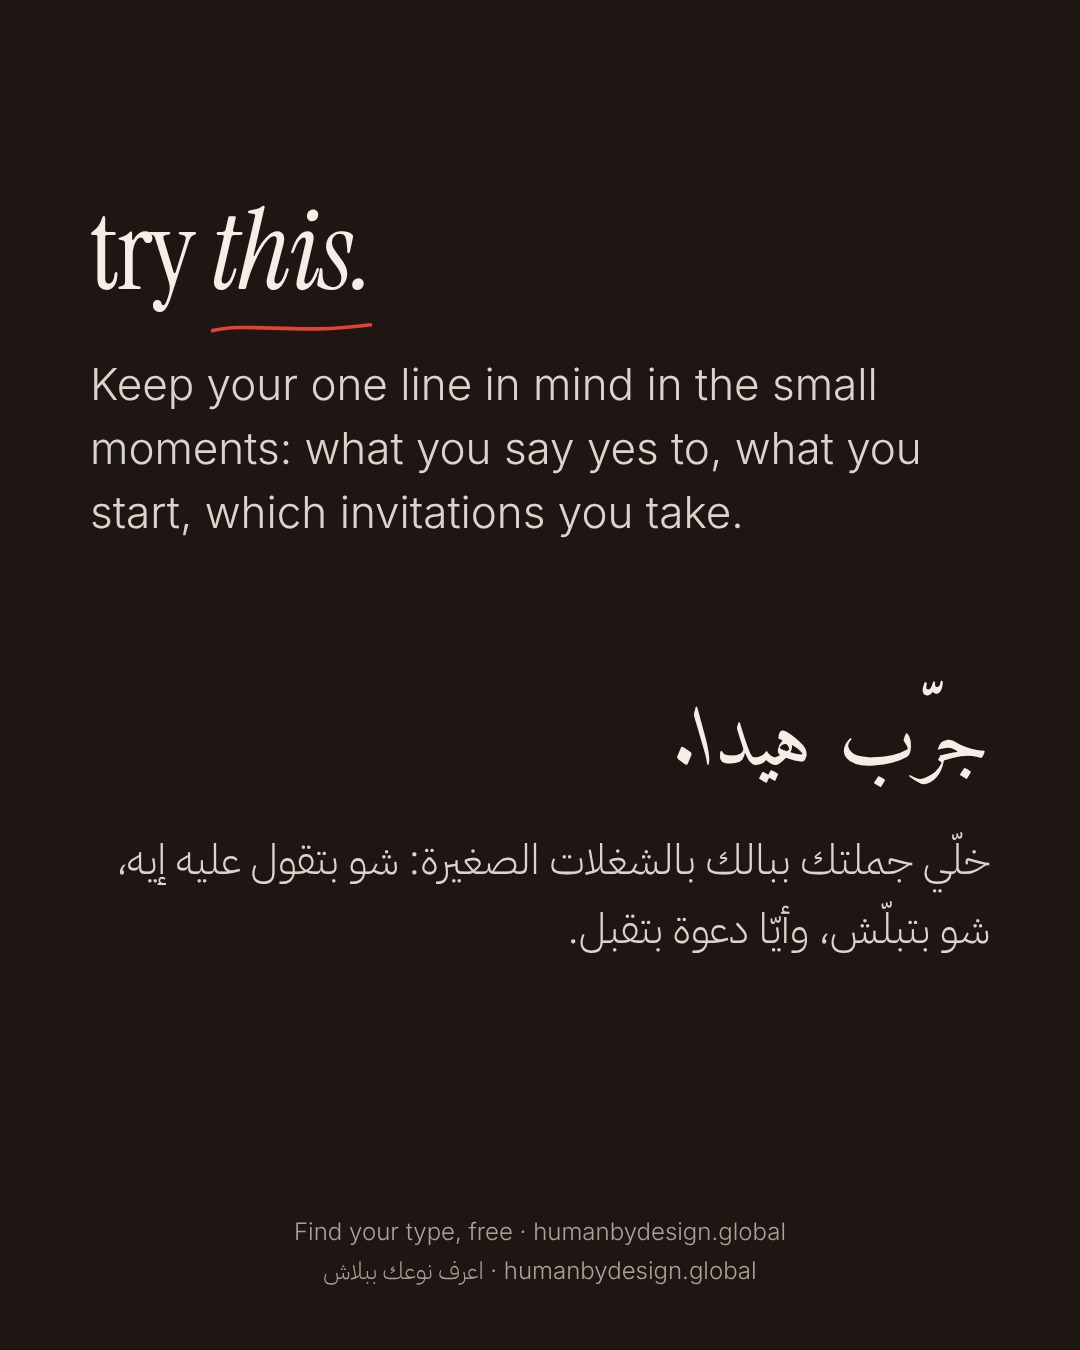 try this.
Keep your one line in mind in the small
moments: what you say yes to, what you
start, which invitations you take.
جرّب هيدا.
خلّي جملتك ببالك بالشغلات الصغيرة: شو بتقول عليه إيه،
شو بتبلّش، وأيّا دعوة بتقبل.
Find your type, free · humanbydesign.global
اعرف نوعك ببلاش · humanbydesign.global